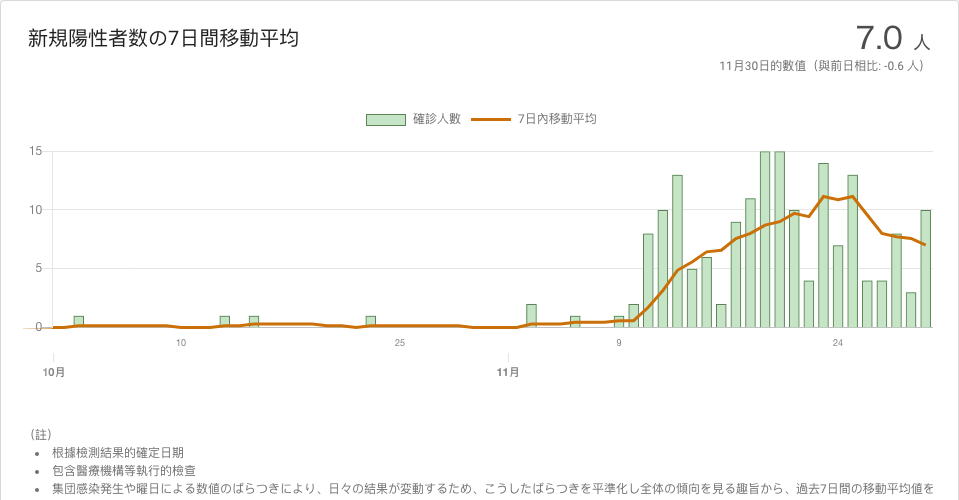 新規陽性者数の7日間移動平均
7.0 人
11月30日的數值（與前日相比: -0.6 人）
確診人數 7日內移動平均
15
10
5
0
10 25 9 24
10月 11月
（註）
• 根據檢測結果的確定日期
• 包含醫療機構等執行的檢查
• 集団感染発生や曜日による数値のばらつきにより、日々の結果が変動するため、こうしたばらつきを平準化し全体の傾向を見る趣旨から、過去7日間の移動平均値を